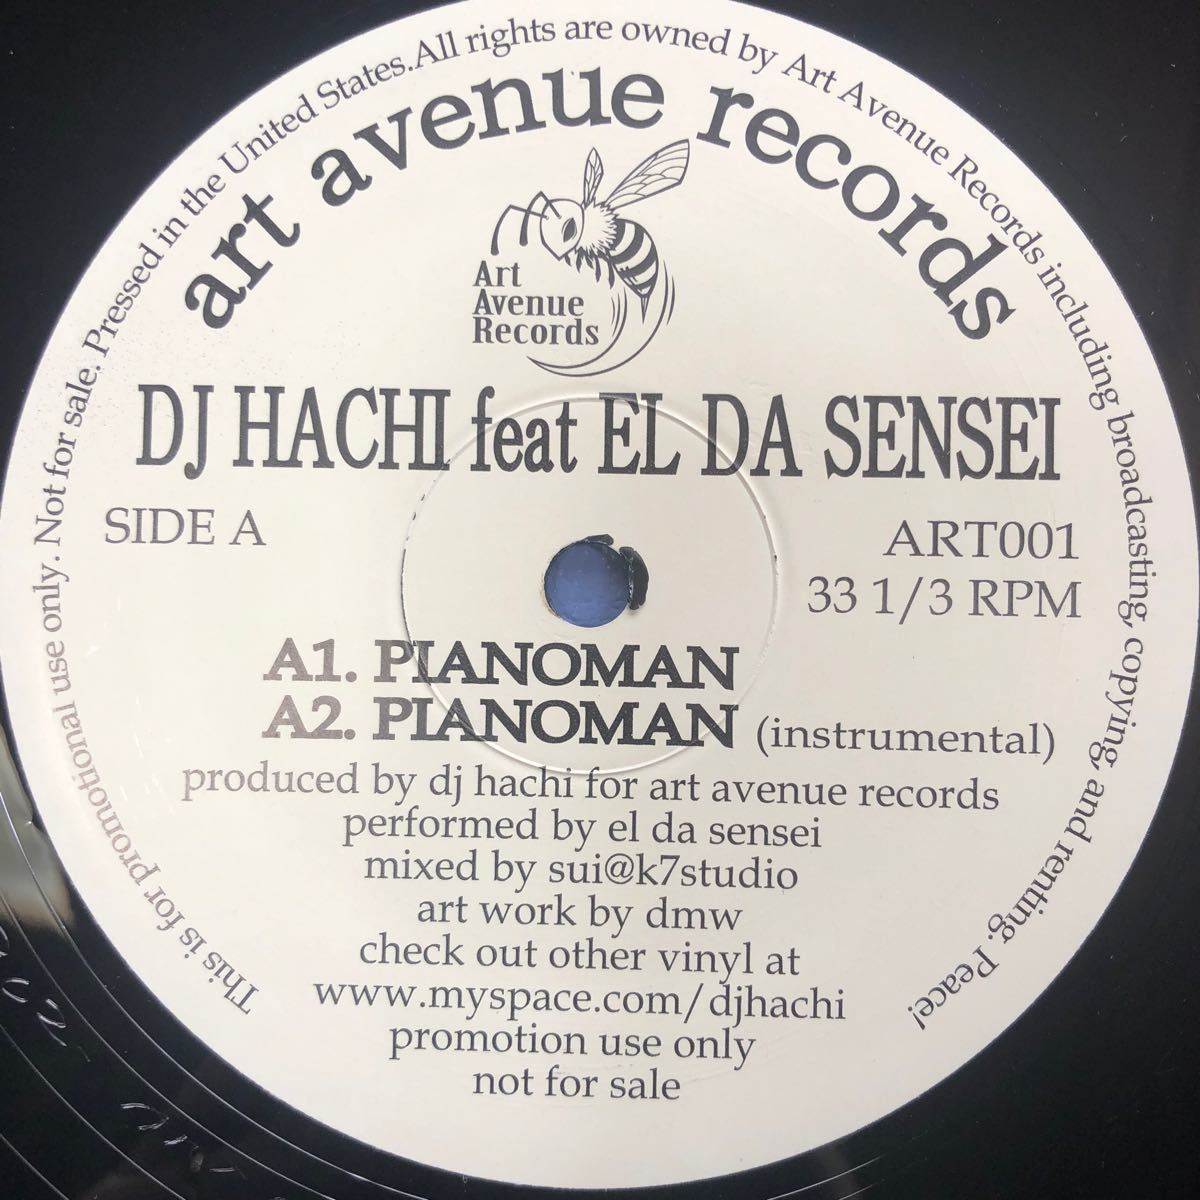 This is for promotional use only. Not for sale. Pressed in the United States.All rights are owned by Art Avenue Records including broadcasting, copying, and renting. Peace!
art avenue records
Art
Avenue
Records
DJ HACHI feat EL DA SENSEI
SIDE A
ART001
33 1/3 RPM
A1. PIANOMAN
A2. PIANOMAN (instrumental)
produced by dj hachi for art avenue records
performed by el da sensei
mixed by sui@k7studio
art work by dmw
check out other vinyl at
www.myspace.com/djhachi
promotion use only
not for sale